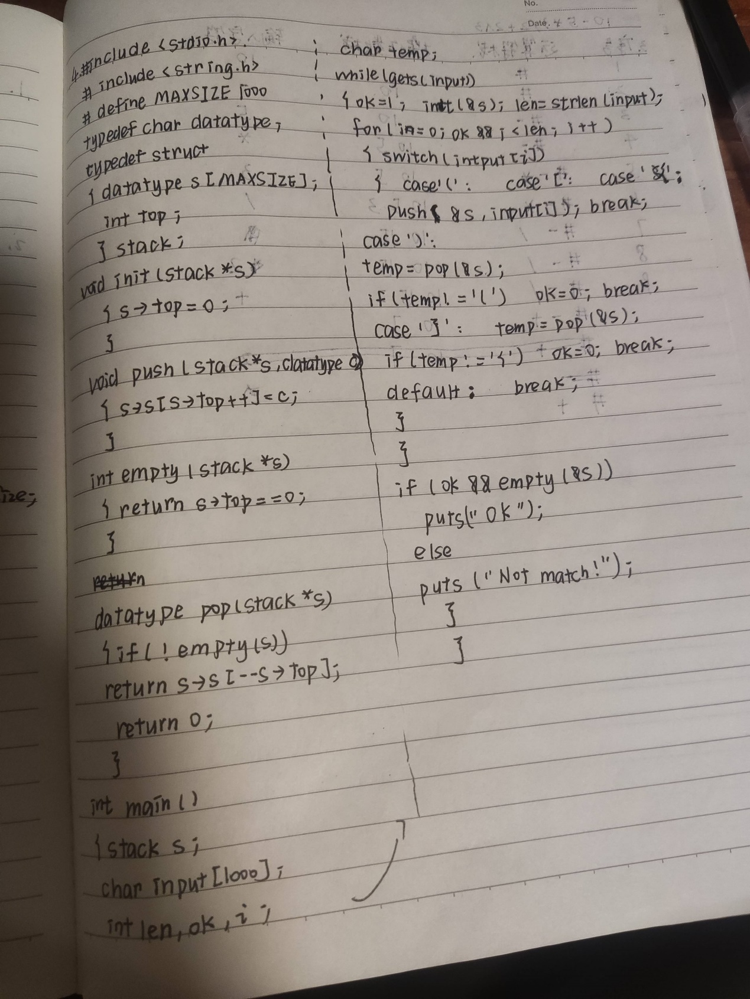 No.
Date.
4.#include <stdio.h>
# include <string.h>
# define MAXSIZE 1000
typedef char datatype;
typedef struct
{ datatype s[MAXSIZE];
int top;
} stack;
void init (stack *s)
{ s→top=0;
}
void push (stack *s, datatype c)
{ s→s[s→top++]=c;
}
int empty (stack *s)
{ return s→top==0;
}
return
datatype pop(stack *s)
{if(! empty(s))
return s→s[--s→top];
return 0;
}
int main()
{stack s;
char input[1000];
int len, ok, i;
char temp;
while(gets(input))
{ ok=1; init(&s); len=strlen(input);
for(i=0; ok && i<len; i++)
{ switch(intput[i])
{ case'(': case'[': case'{':
push( &s, input[i]); break;
case ')':
temp= pop(&s);
if(temp!='(') ok=0; break;
case '}': temp= pop(&s);
if(temp!='{') ok=0; break;
default: break;
}
}
if (ok && empty(&s))
puts("OK");
else
puts ("Not match!");
}
}
ize;